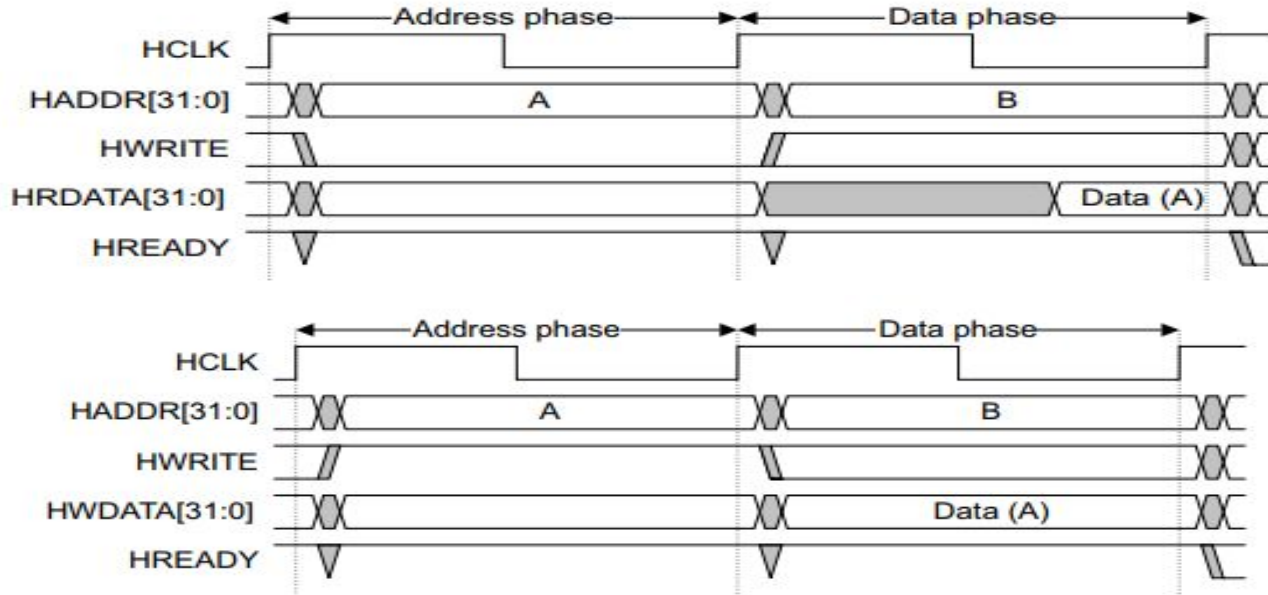 Address phase Data phase
HCLK
HADDR[31:0] A B
HWRITE
HRDATA[31:0] Data (A)
HREADY
Address phase Data phase
HCLK
HADDR[31:0] A B
HWRITE
HWDATA[31:0] Data (A)
HREADY